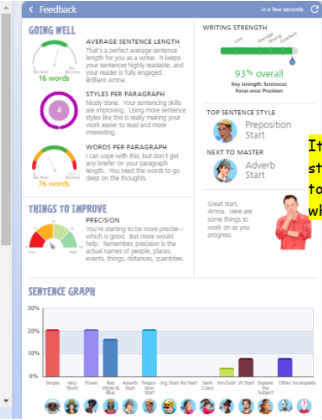 Feedback
in a few seconds
GOING WELL
AVERAGE SENTENCE LENGTH
That's a perfect average sentence
length for you as a writer. It keeps
your sentences highly readable, and
your reader is fully engaged.
Brilliant Amna.
16 words
STYLES PER PARAGRAPH
Nicely done. Your sentencing skills
are improving. Using more sentence
styles like this is really making your
work easier to read and more
interesting.
4
WORDS PER PARAGRAPH
I can cope with this, but don't get
any briefer on your paragraph
length. You need the words to go
deep on the thoughts.
76 words
THINGS TO IMPROVE
PRECISION
You're starting to be more precise—
which is good. But more would
help. Remember, precision is the
actual names of people, places,
events, things, distances, quantities.
WRITING STRENGTH
Low Average Strong Excellent
93% overall
Key strength: Sentences
Focus area: Precision
TOP SENTENCE STYLE
Preposition
Start
NEXT TO MASTER
Adverb
Start
Great start,
Amna. Here are
some things to
work on as you
progress.
It
st
to
wh
SENTENCE GRAPH
30%
20%
10%
0%
Simple
Very Short
Power
Red White & Blue
Adverb Start
Preposition Start
-ing Start
-Ed Start
Semi Colon
Em-Dash
W Start
Explore the Subject
Other
Incomplete